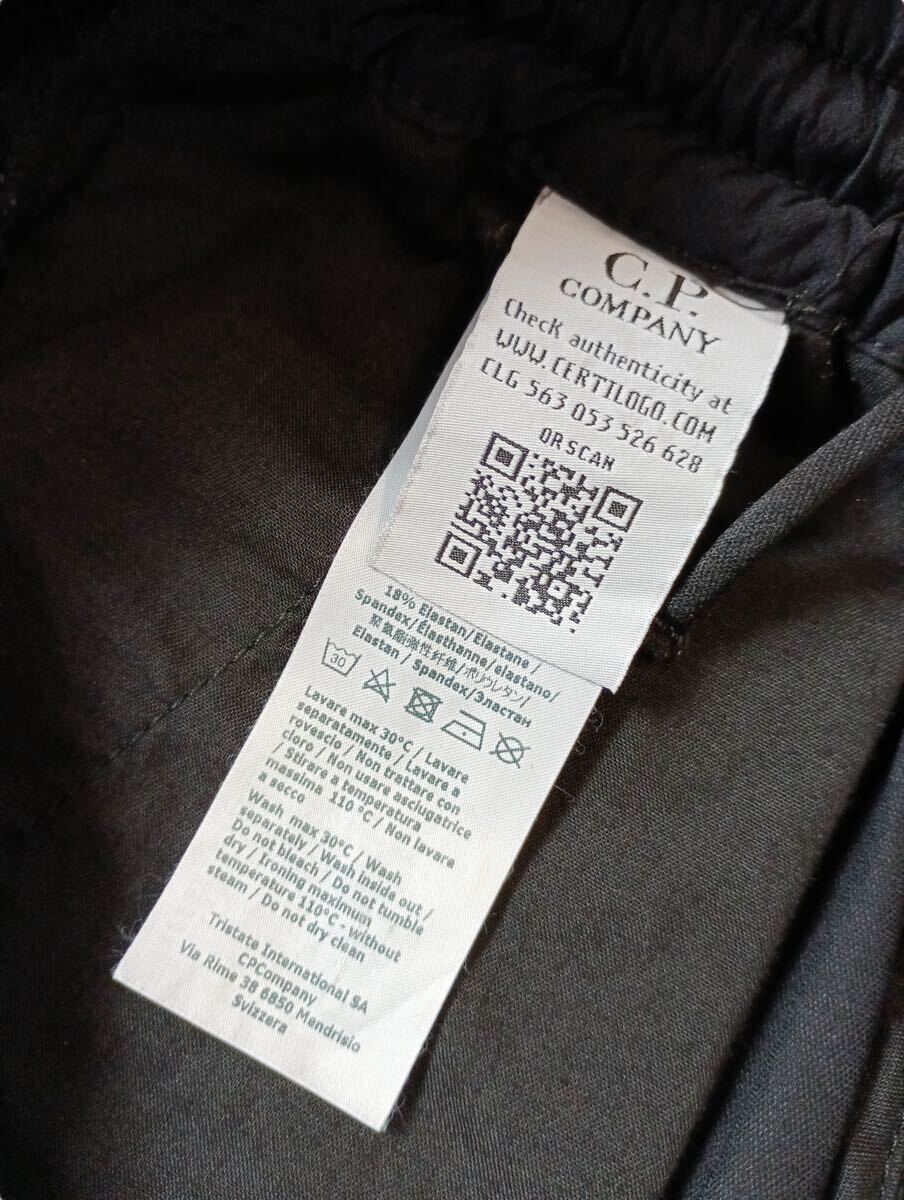 C.P.
COMPANY
Check authenticity at
WWW.CERTILOGO.COM
CLG 563 053 526 628
OR SCAN
18% Elastan/Elastane/
Spandex/Élasthanne/elastano/
聚氨酯弹性纤维/ポリウレタン/
Elastan / Spandex/Эластан
30
Lavare max 30°C / Lavare
separatamente / Lavare a
rovescio / Non trattare con
cloro / Non usare asciugatrice
/ Stirare a temperatura
massima 110 °C / Non lavare
a secco
Wash max 30°C / Wash
separately / Wash inside out /
Do not bleach / Do not tumble
dry / Ironing maximum
temperature 110°C - without
steam / Do not dry clean
Tristate International SA
CPCompany
Via Rime 38 6850 Mendrisio
Svizzera